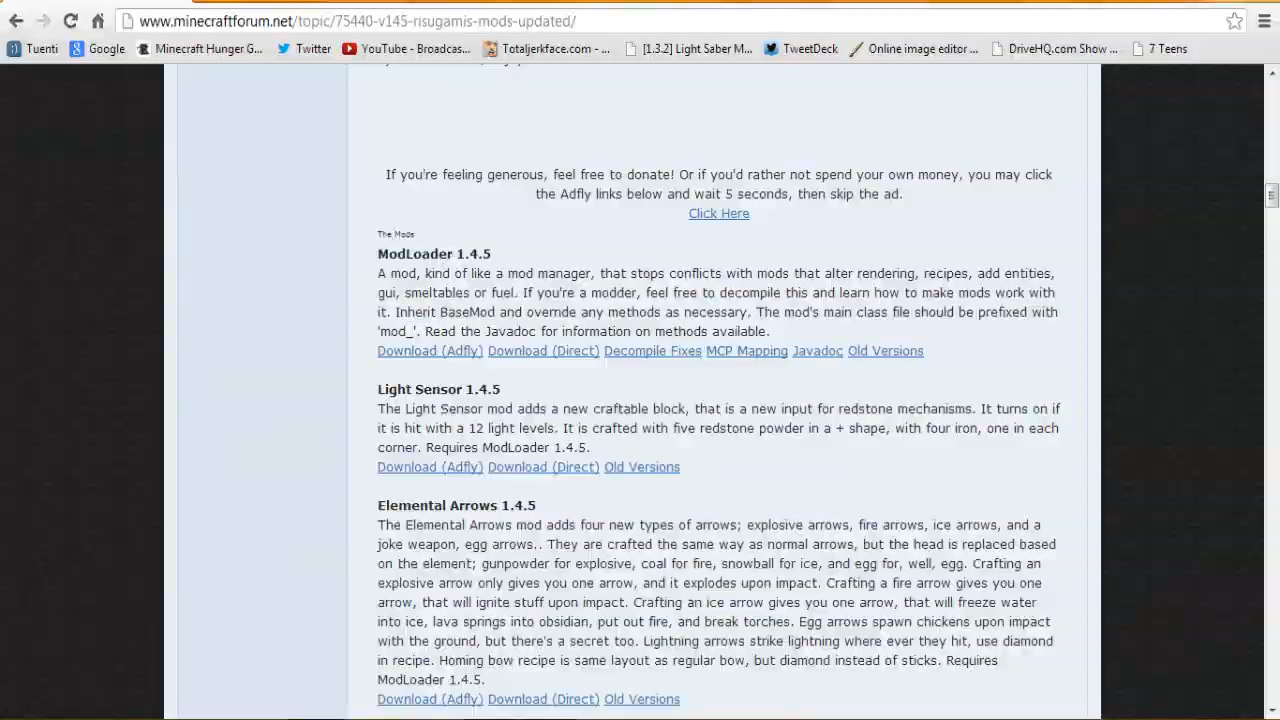 www.minecraftforum.net/topic/75440-v145-risugamis-mods-updated/
Tuenti Google Minecraft Hunger G... Twitter YouTube - Broadcas... Totaljerkface.com - ... [1.3.2] Light Saber M... TweetDeck Online image editor ... DriveHQ.com Show ... 7 Teens
If you're feeling generous, feel free to donate! Or if you'd rather not spend your own money, you may click
the Adfly links below and wait 5 seconds, then skip the ad.
Click Here
The Mods
ModLoader 1.4.5
A mod, kind of like a mod manager, that stops conflicts with mods that alter rendering, recipes, add entities,
gui, smeltables or fuel. If you're a modder, feel free to decompile this and learn how to make mods work with
it. Inherit BaseMod and override any methods as necessary. The mod's main class file should be prefixed with
'mod_'. Read the Javadoc for information on methods available.
Download (Adfly) Download (Direct) Decompile Fixes MCP Mapping Javadoc Old Versions
Light Sensor 1.4.5
The Light Sensor mod adds a new craftable block, that is a new input for redstone mechanisms. It turns on if
it is hit with a 12 light levels. It is crafted with five redstone powder in a + shape, with four iron, one in each
corner. Requires ModLoader 1.4.5.
Download (Adfly) Download (Direct) Old Versions
Elemental Arrows 1.4.5
The Elemental Arrows mod adds four new types of arrows; explosive arrows, fire arrows, ice arrows, and a
joke weapon, egg arrows.. They are crafted the same way as normal arrows, but the head is replaced based
on the element; gunpowder for explosive, coal for fire, snowball for ice, and egg for, well, egg. Crafting an
explosive arrow only gives you one arrow, and it explodes upon impact. Crafting a fire arrow gives you one
arrow, that will ignite stuff upon impact. Crafting an ice arrow gives you one arrow, that will freeze water
into ice, lava springs into obsidian, put out fire, and break torches. Egg arrows spawn chickens upon impact
with the ground, but there's a secret too. Lightning arrows strike lightning where ever they hit, use diamond
in recipe. Homing bow recipe is same layout as regular bow, but diamond instead of sticks. Requires
ModLoader 1.4.5.
Download (Adfly) Download (Direct) Old Versions